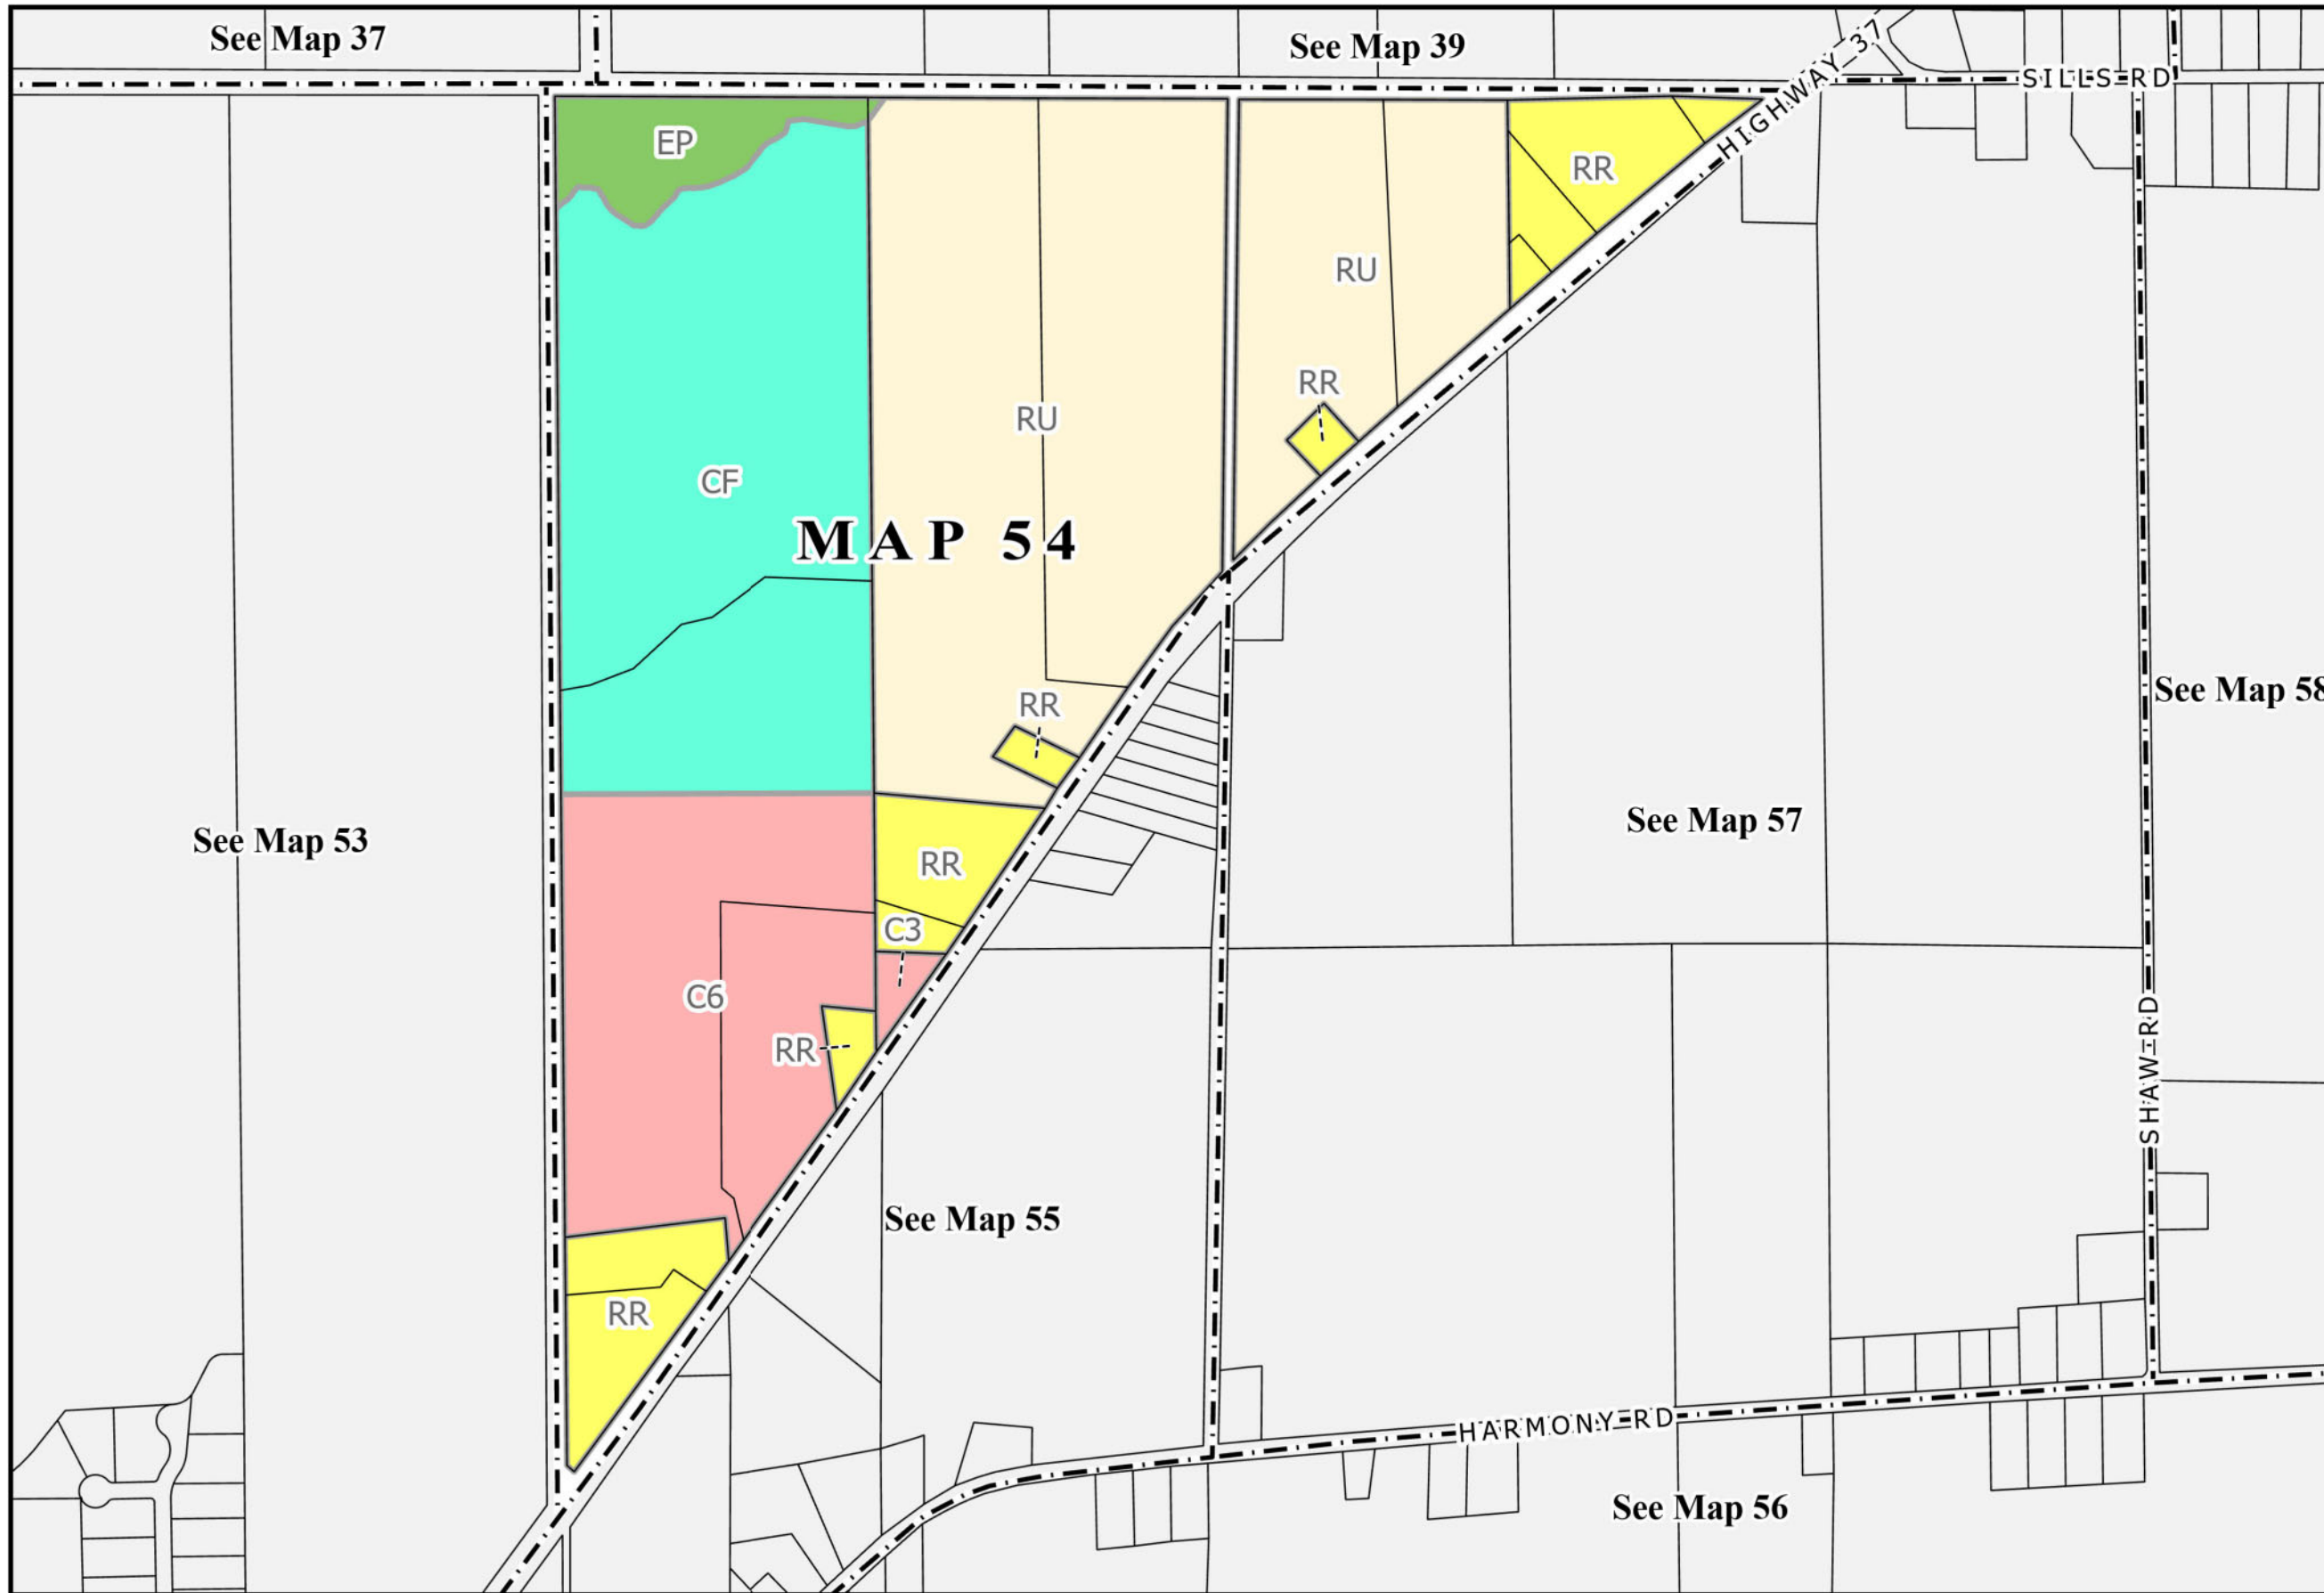 See Map 37
See Map 39
HIGHWAY 37
SILLS RD
EP
RR
RU
RR
RU
CF
MAP 54
RR
See Map 58
See Map 57
See Map 53
RR
C3
C6
RR
SHAW RD
See Map 55
RR
HARMONY RD
See Map 56